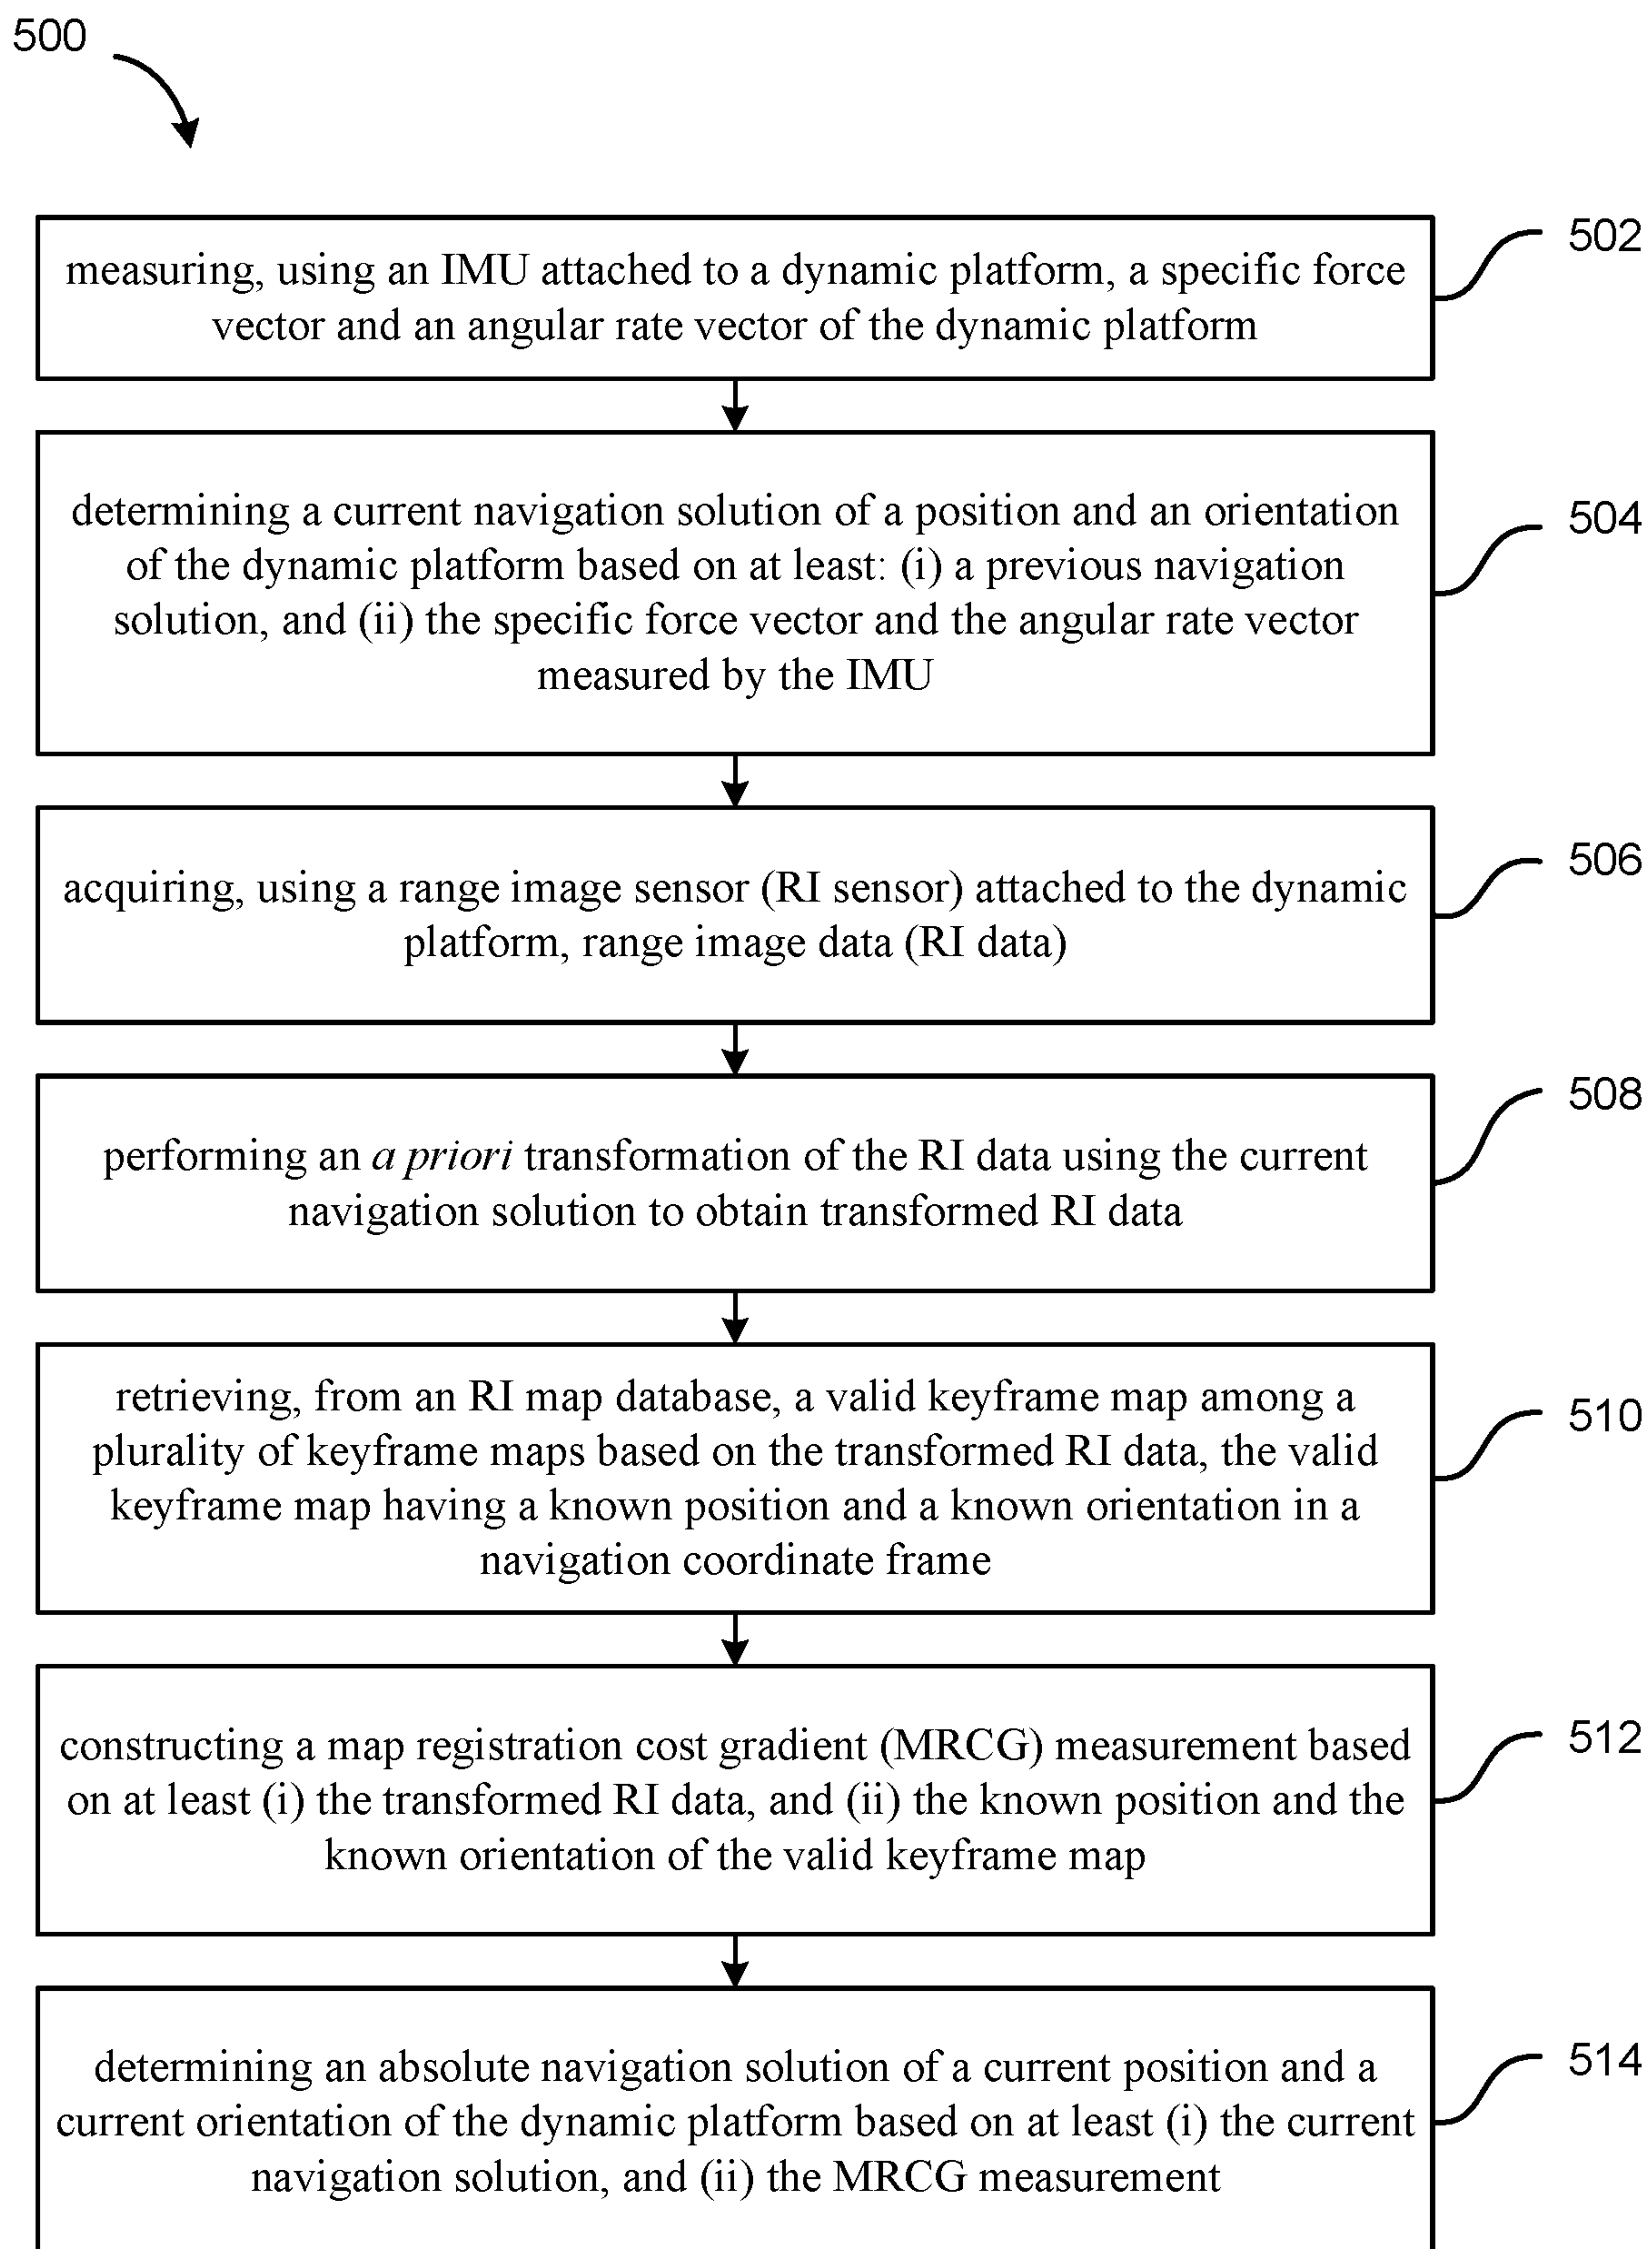 500
502
measuring, using an IMU attached to a dynamic platform, a specific force
vector and an angular rate vector of the dynamic platform
504
determining a current navigation solution of a position and an orientation
of the dynamic platform based on at least: (i) a previous navigation
solution, and (ii) the specific force vector and the angular rate vector
measured by the IMU
506
acquiring, using a range image sensor (RI sensor) attached to the dynamic
platform, range image data (RI data)
508
performing an a priori transformation of the RI data using the current
navigation solution to obtain transformed RI data
510
retrieving, from an RI map database, a valid keyframe map among a
plurality of keyframe maps based on the transformed RI data, the valid
keyframe map having a known position and a known orientation in a
navigation coordinate frame
512
constructing a map registration cost gradient (MRCG) measurement based
on at least (i) the transformed RI data, and (ii) the known position and the
known orientation of the valid keyframe map
514
determining an absolute navigation solution of a current position and a
current orientation of the dynamic platform based on at least (i) the current
navigation solution, and (ii) the MRCG measurement